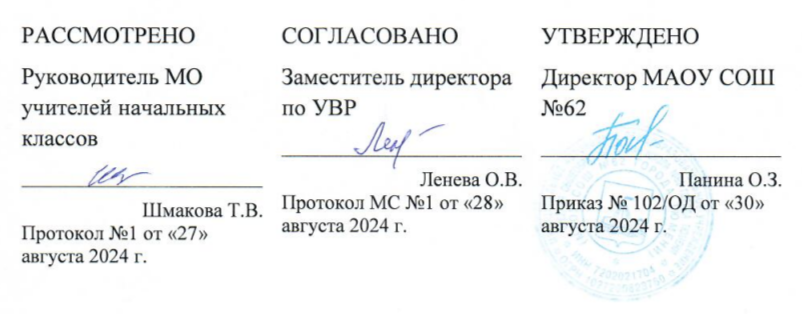 РАССМОТРЕНО
Руководитель МО
учителей начальных
классов
Шмакова Т.В.
Протокол №1 от «27»
августа 2024 г.
СОГЛАСОВАНО
Заместитель директора
по УВР
Ленева О.В.
Протокол МС №1 от «28»
августа 2024 г.
УТВЕРЖДЕНО
Директор МАОУ СОШ
№62
Панина О.З.
Приказ № 102/ОД от «30»
августа 2024 г.